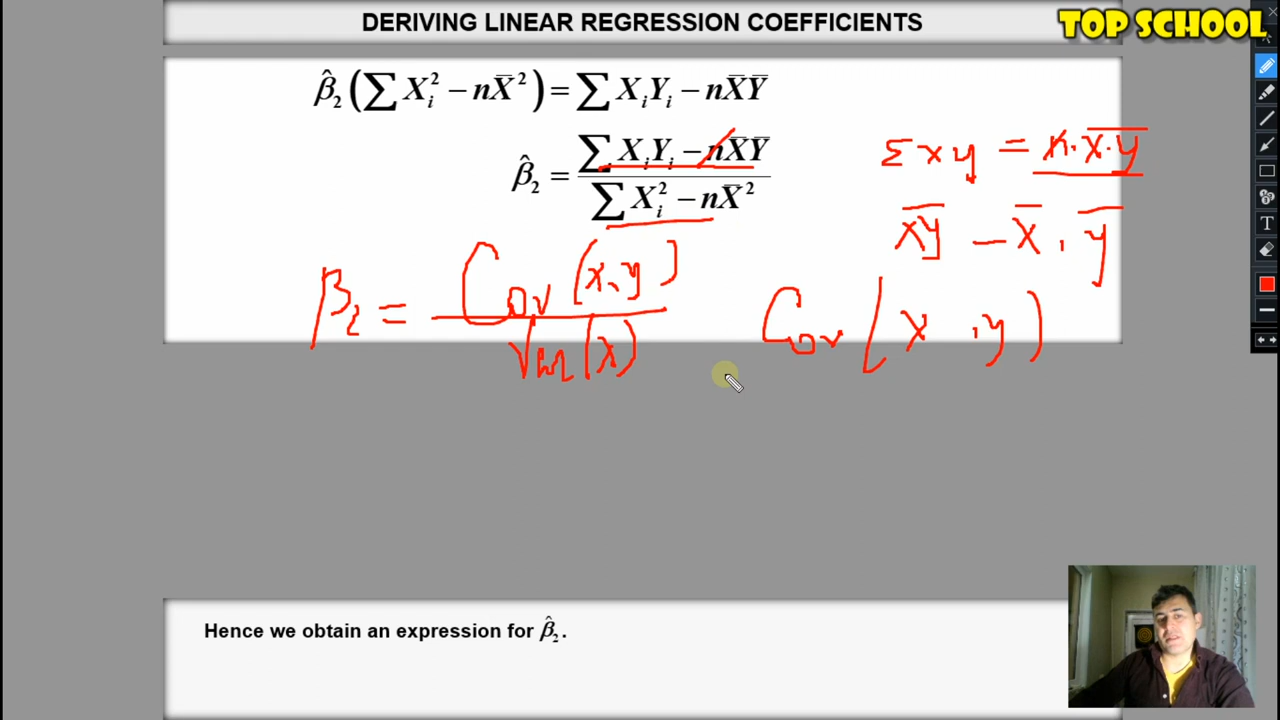 DERIVING LINEAR REGRESSION COEFFICIENTS
TOP SCHOOL
β̂₂(∑Xᵢ² − nX̄²) = ∑XᵢYᵢ − nX̄Ȳ
β̂₂ = (∑XᵢYᵢ − nX̄Ȳ) / (∑Xᵢ² − nX̄²)
Σxy = n·x̄·ȳ
x̄ȳ − x̄ · ȳ
β₂ = Cov(x,y) / Var(x)
Cov(x,y)
T
Hence we obtain an expression for β̂₂.